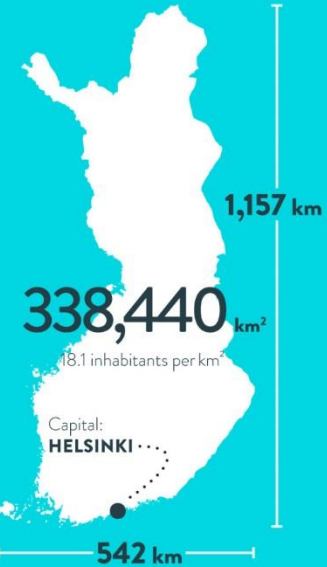 1,157 km
338,440 km²
18.1 inhabitants per km²
Capital:
HELSINKI
542 km